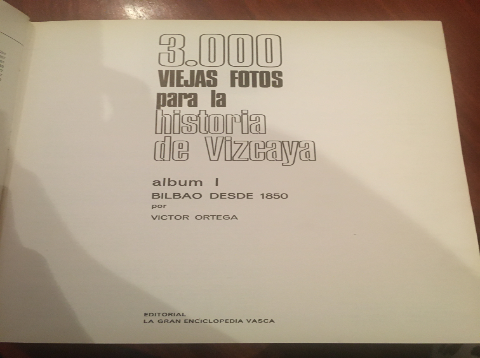 3.000
VIEJAS FOTOS
para la
historia
de Vizcaya
album I
BILBAO DESDE 1850
por
VICTOR ORTEGA
EDITORIAL
LA GRAN ENCICLOPEDIA VASCA